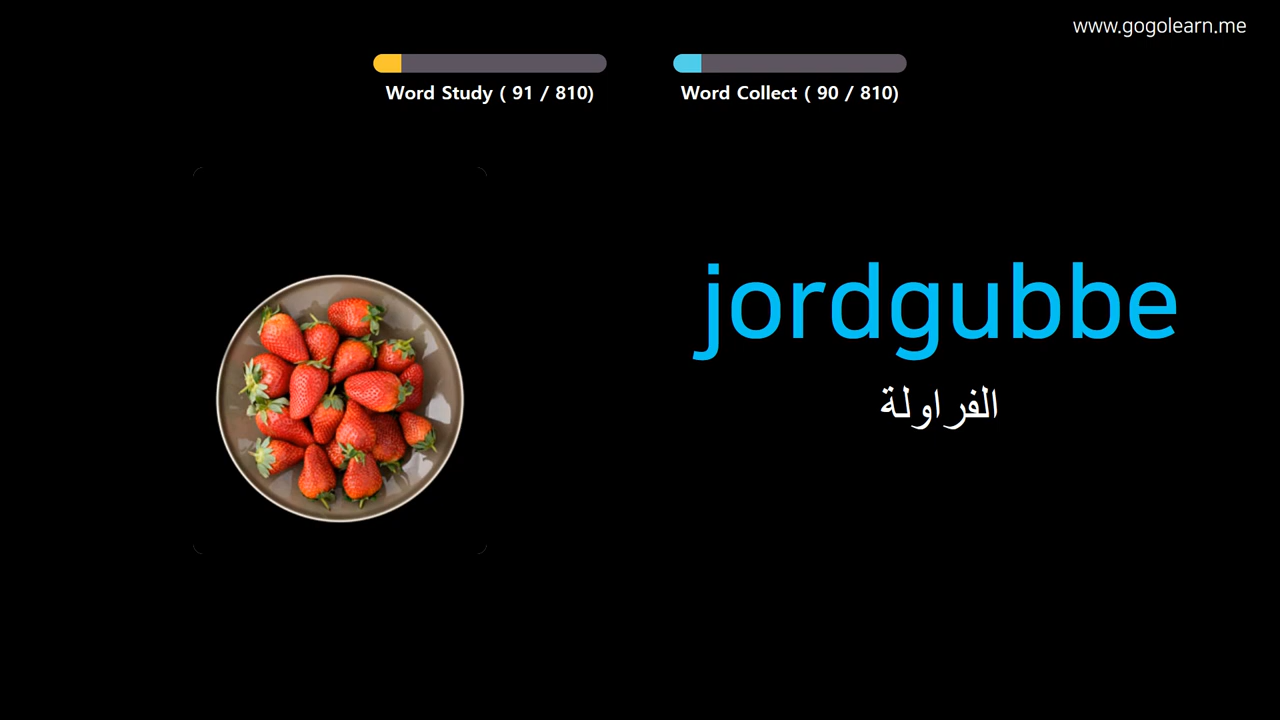 www.gogolearn.me
Word Study ( 91 / 810)
Word Collect ( 90 / 810)
jordgubbe
الفراولة